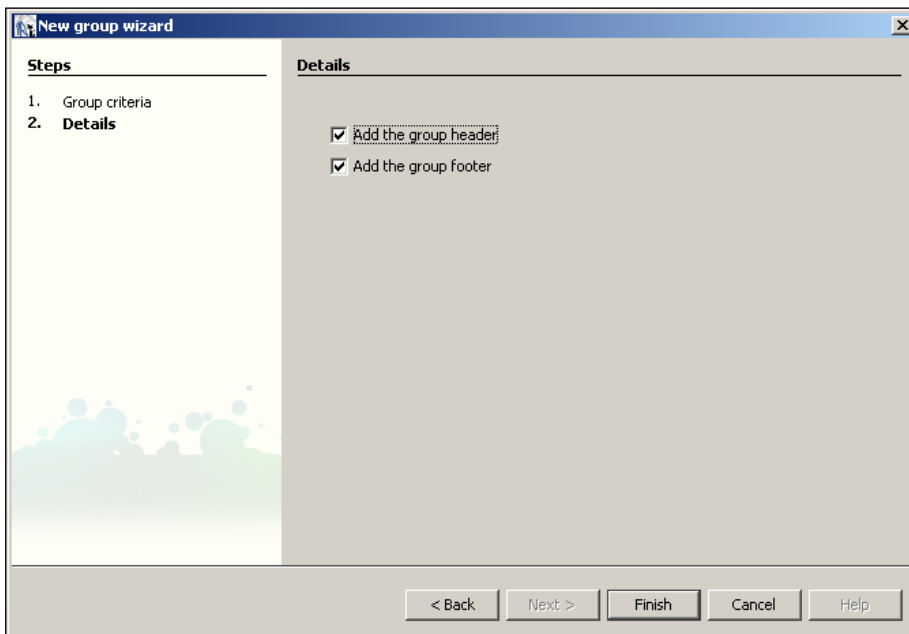 New group wizard
Steps
1. Group criteria
2. Details
Details
Add the group header
Add the group footer
< Back
Next >
Finish
Cancel
Help